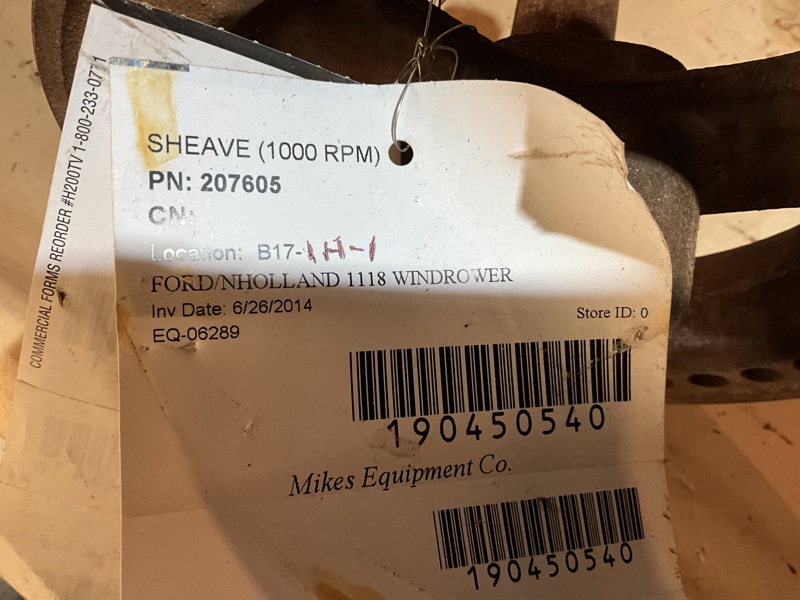 SHEAVE (1000 RPM)
PN: 207605
CN:
Location: B17-1H-1
FORD/NHOLLAND 1118 WINDROWER
Inv Date: 6/26/2014
Store ID: 0
EQ-06289
190450540
Mikes Equipment Co.
190450540
COMMERCIAL FORMS REORDER #H200TV 1-800-233-0771